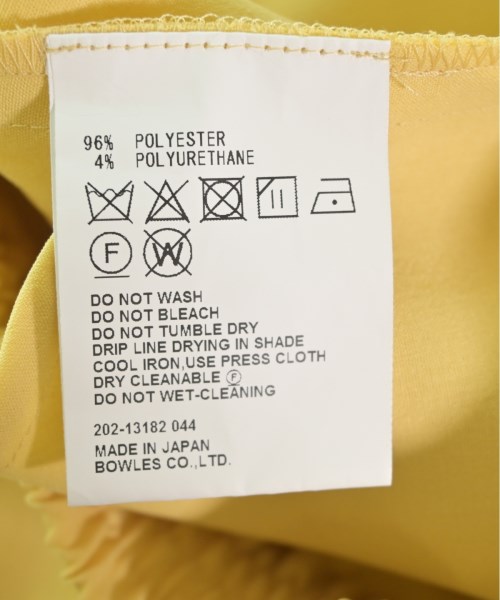 96% POLYESTER
4% POLYURETHANE
F W
DO NOT WASH
DO NOT BLEACH
DO NOT TUMBLE DRY
DRIP LINE DRYING IN SHADE
COOL IRON,USE PRESS CLOTH
DRY CLEANABLE Ⓕ
DO NOT WET-CLEANING
202-13182 044
MADE IN JAPAN
BOWLES CO.,LTD.